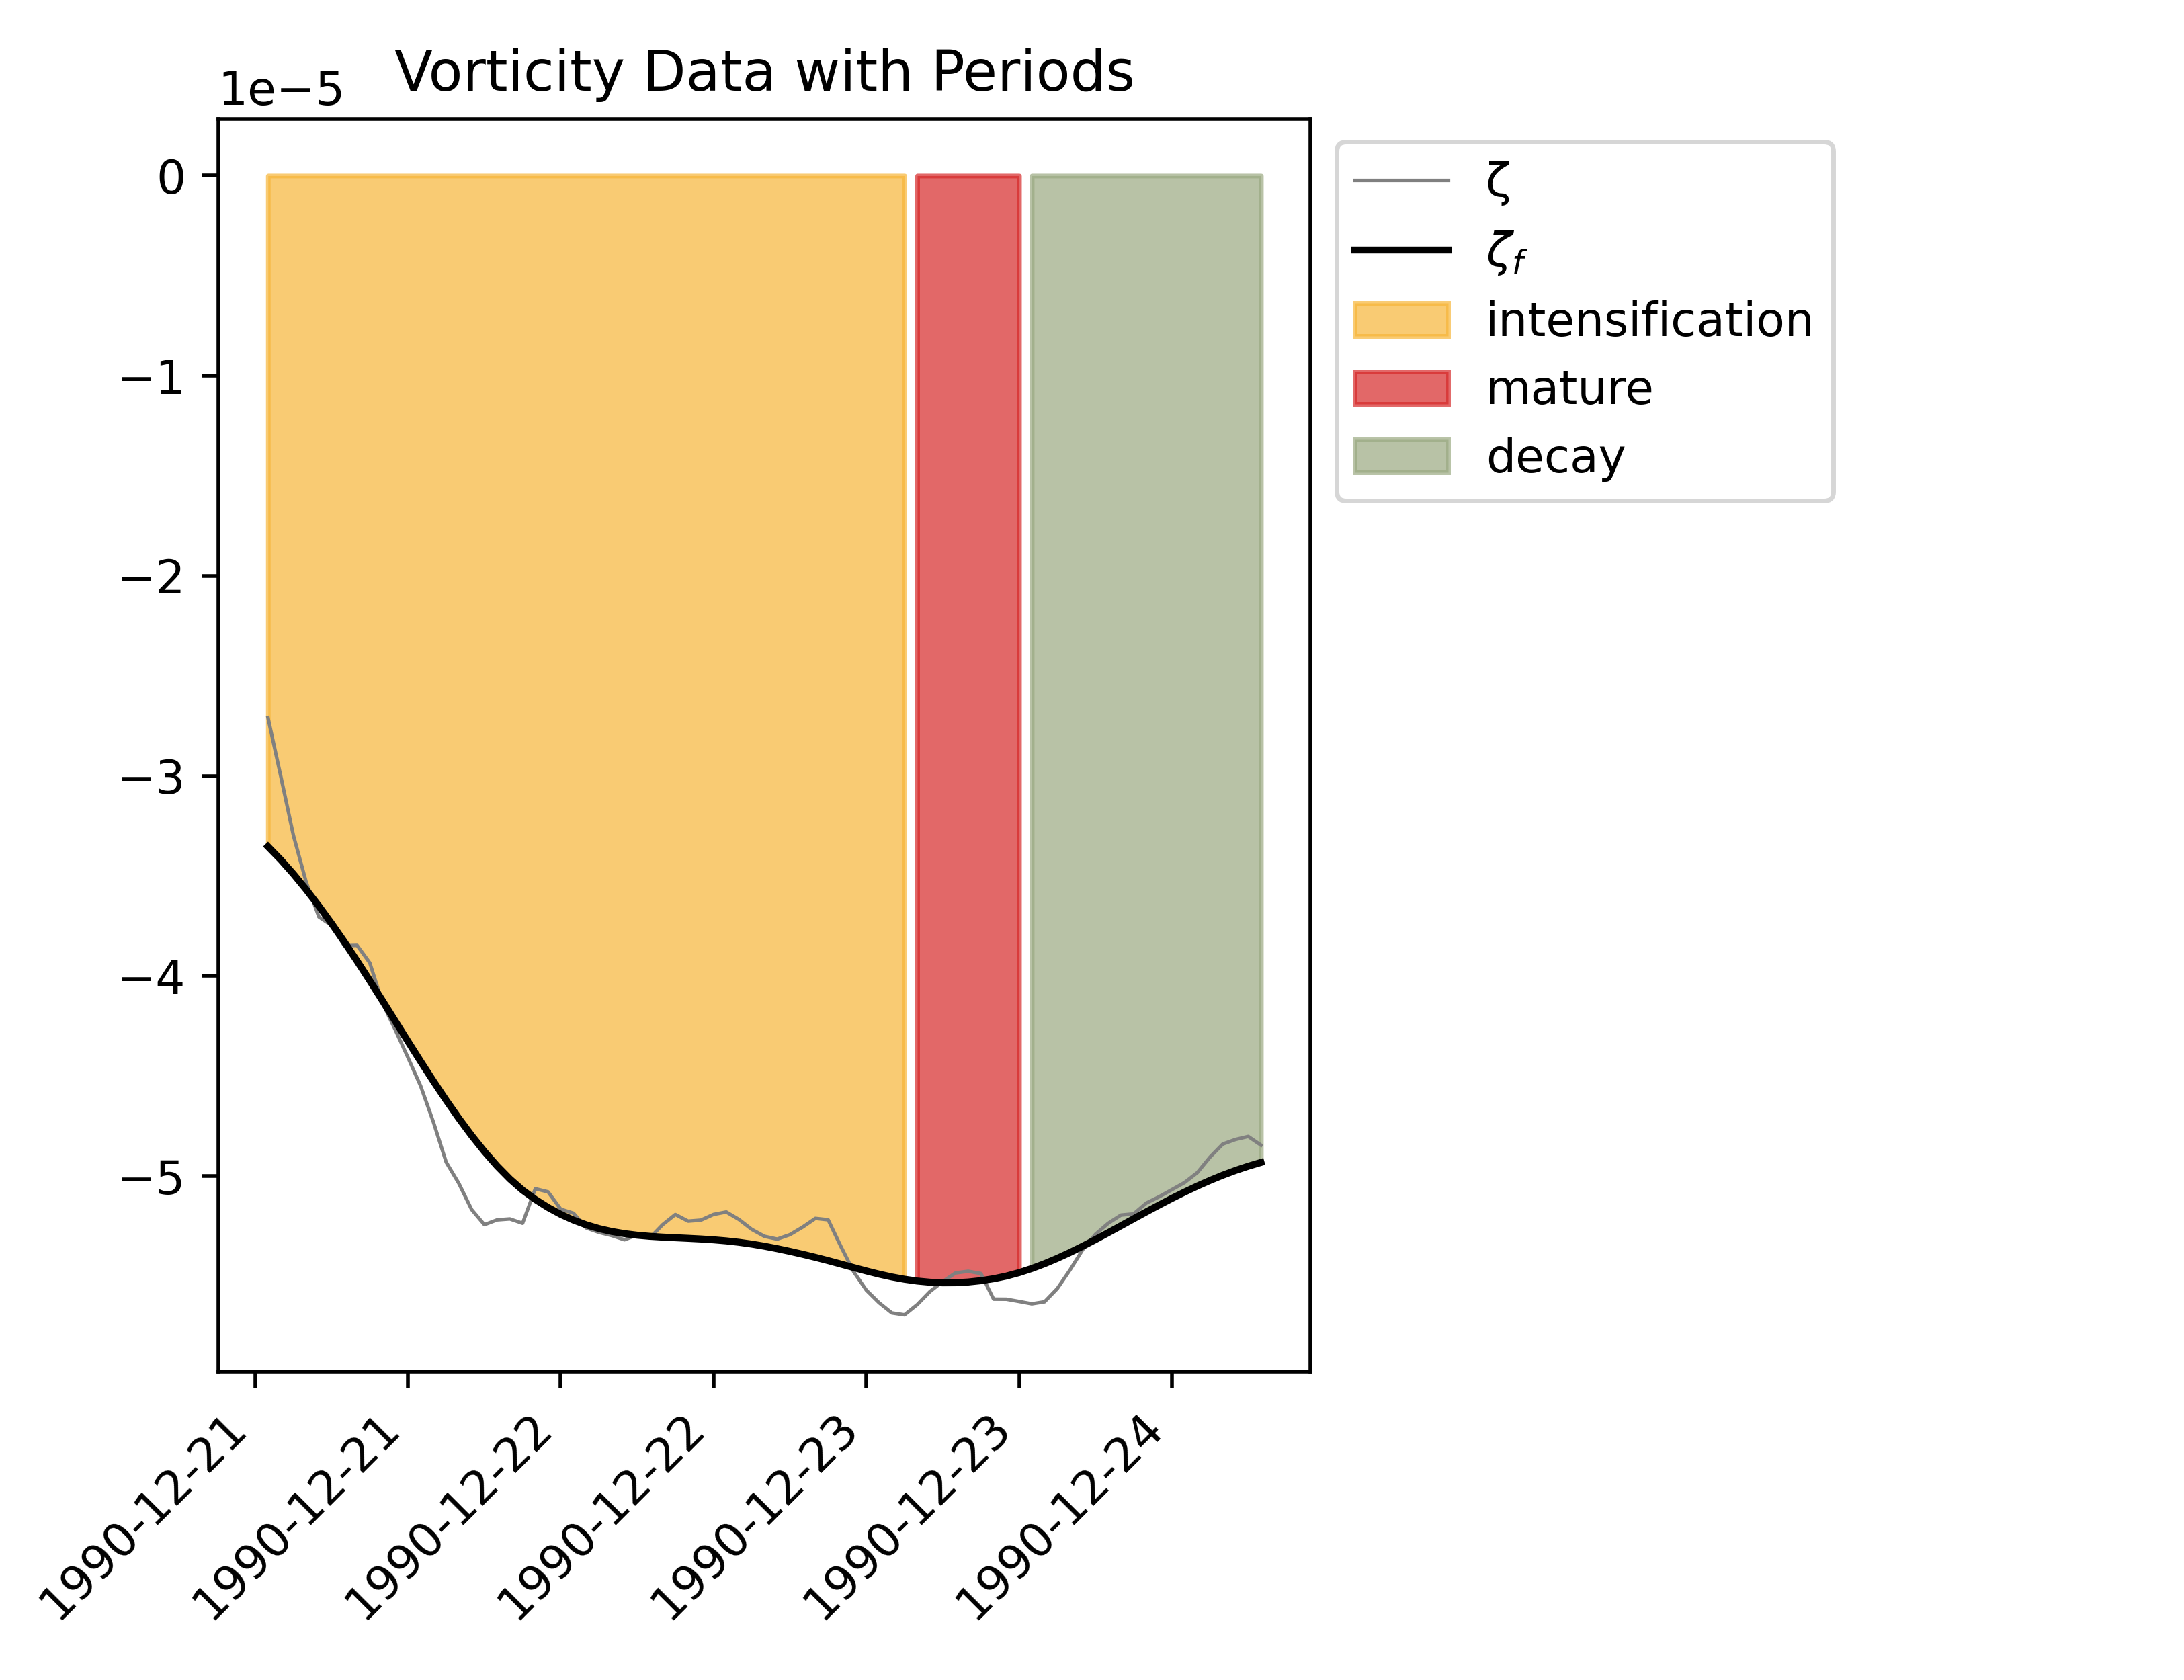 Vorticity Data with Periods
1e−5
0
−1
−2
−3
−4
−5
1990-12-21
1990-12-21
1990-12-22
1990-12-22
1990-12-23
1990-12-23
1990-12-24
ζ
ζf
intensification
mature
decay